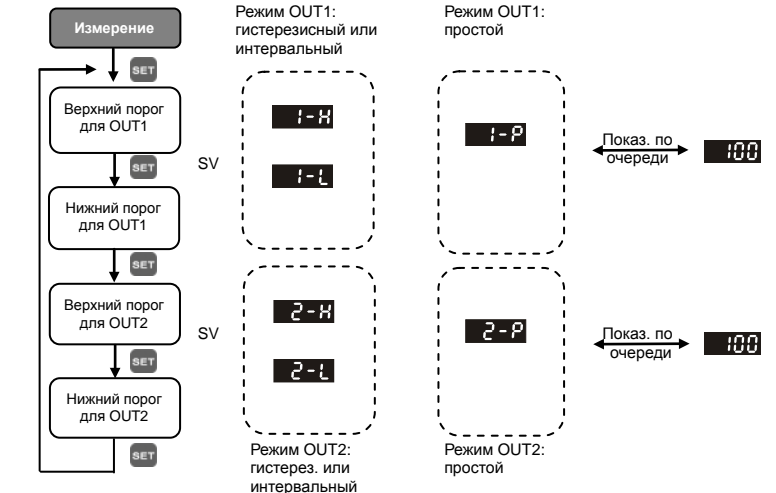 Измерение
SET
Верхний порог
для OUT1
SET
Нижний порог
для OUT1
SET
Верхний порог
для OUT2
SET
Нижний порог
для OUT2
SET
Режим OUT1:
гистерезисный или
интервальный
SV
1-H
1-L
Режим OUT1:
простой
1-P
Показ. по
очереди
100
SV
2-H
2-L
Режим OUT2:
гистерез. или
интервальный
2-P
Режим OUT2:
простой
Показ. по
очереди
100